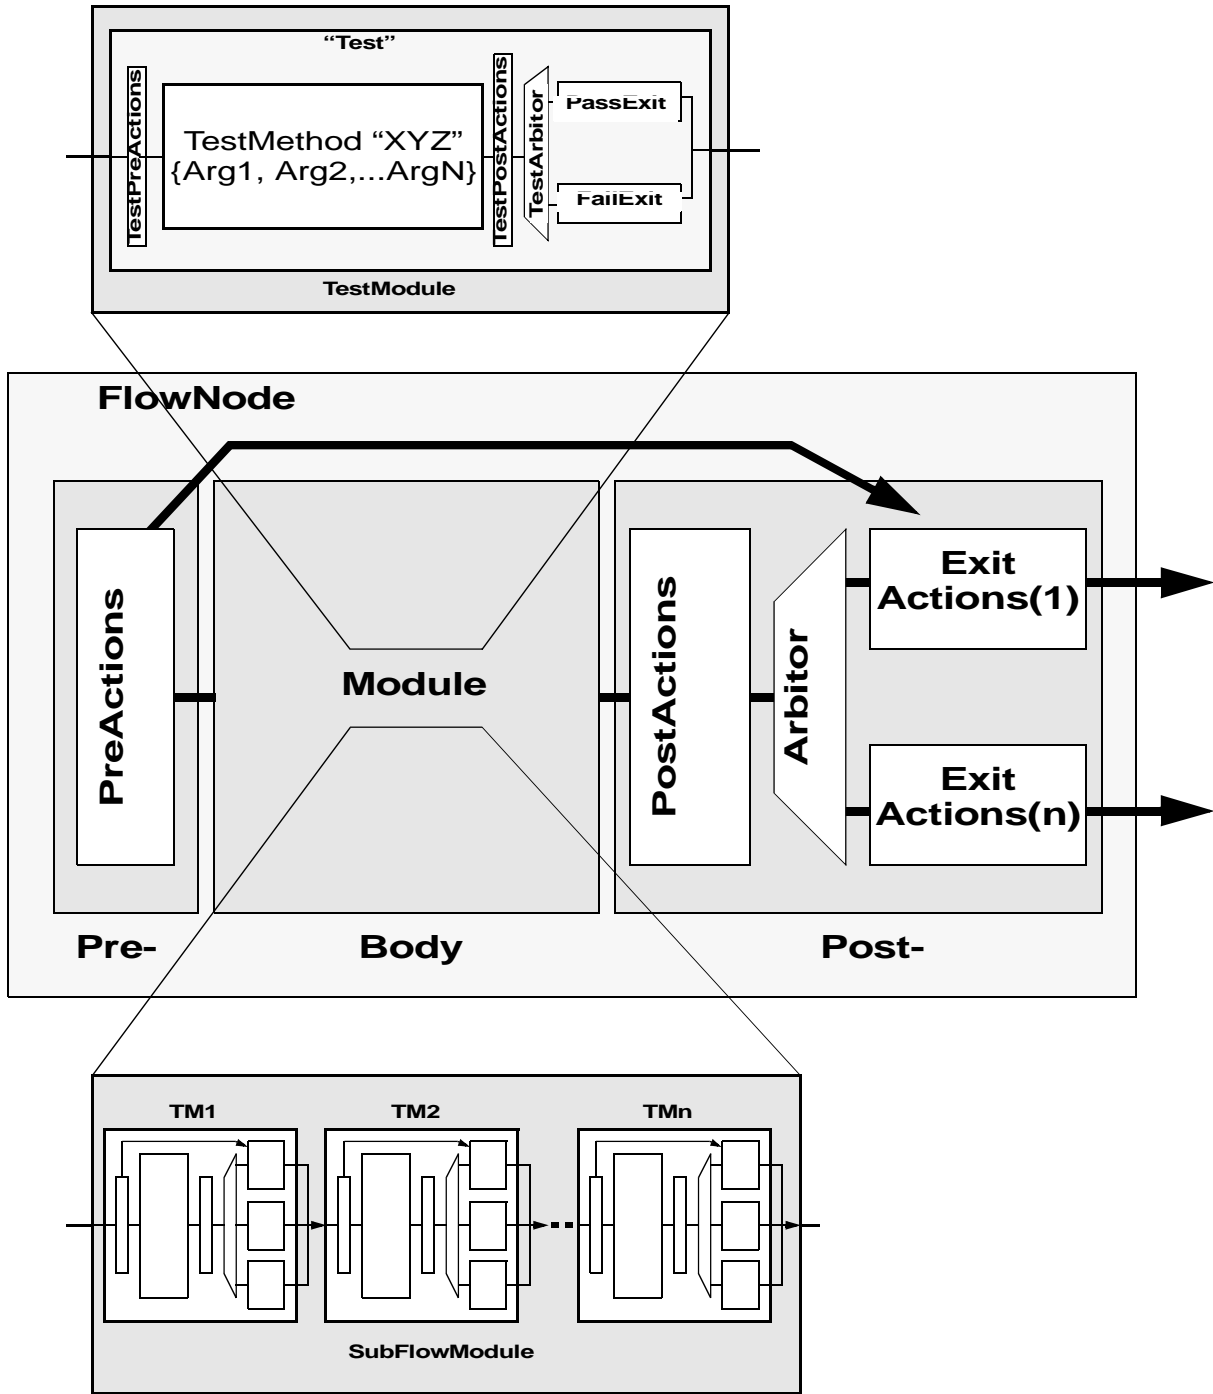 “Test”
TestPreActions
TestMethod “XYZ”
{Arg1, Arg2,...ArgN}
TestPostActions
TestArbitor
PassExit
FailExit
TestModule
FlowNode
PreActions
Module
PostActions
Arbitor
Exit
Actions(1)
Exit
Actions(n)
Pre-
Body
Post-
TM1
TM2
TMn
SubFlowModule